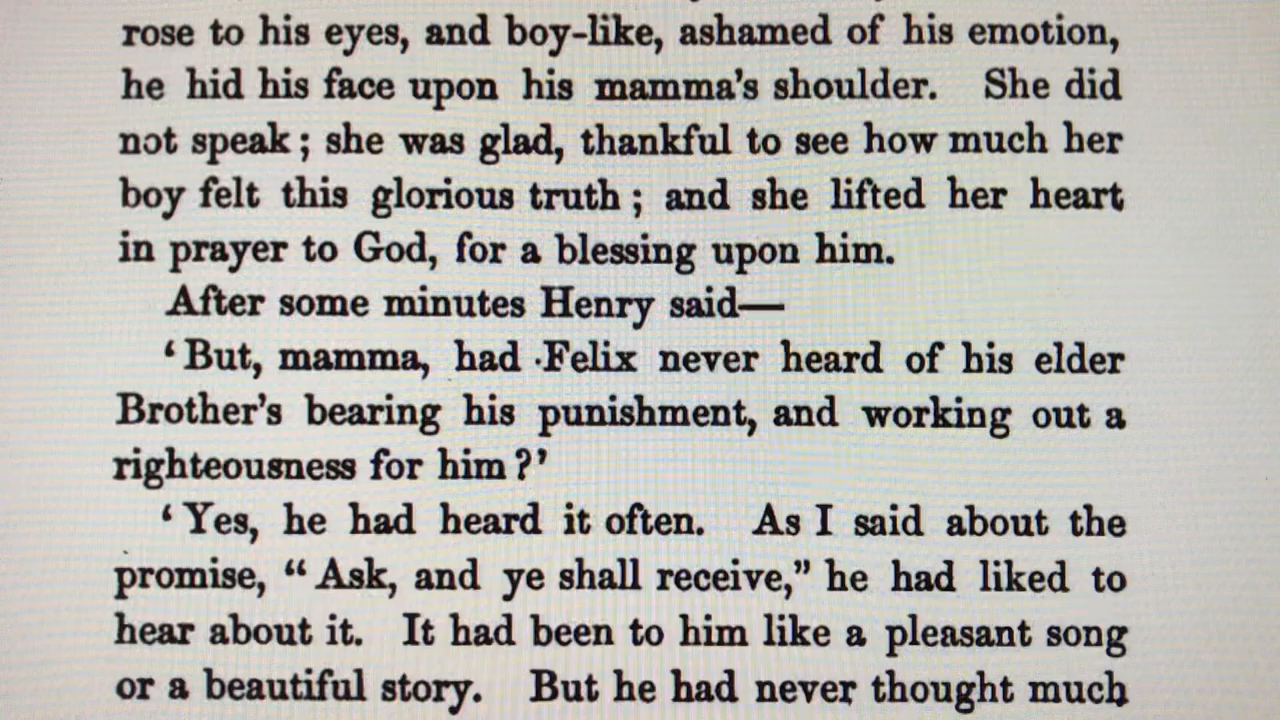 rose to his eyes, and boy-like, ashamed of his emotion,
he hid his face upon his mamma's shoulder. She did
not speak; she was glad, thankful to see how much her
boy felt this glorious truth; and she lifted her heart
in prayer to God, for a blessing upon him.
After some minutes Henry said—
‘But, mamma, had Felix never heard of his elder
Brother's bearing his punishment, and working out a
righteousness for him?’
‘Yes, he had heard it often. As I said about the
promise, “Ask, and ye shall receive,” he had liked to
hear about it. It had been to him like a pleasant song
or a beautiful story. But he had never thought much